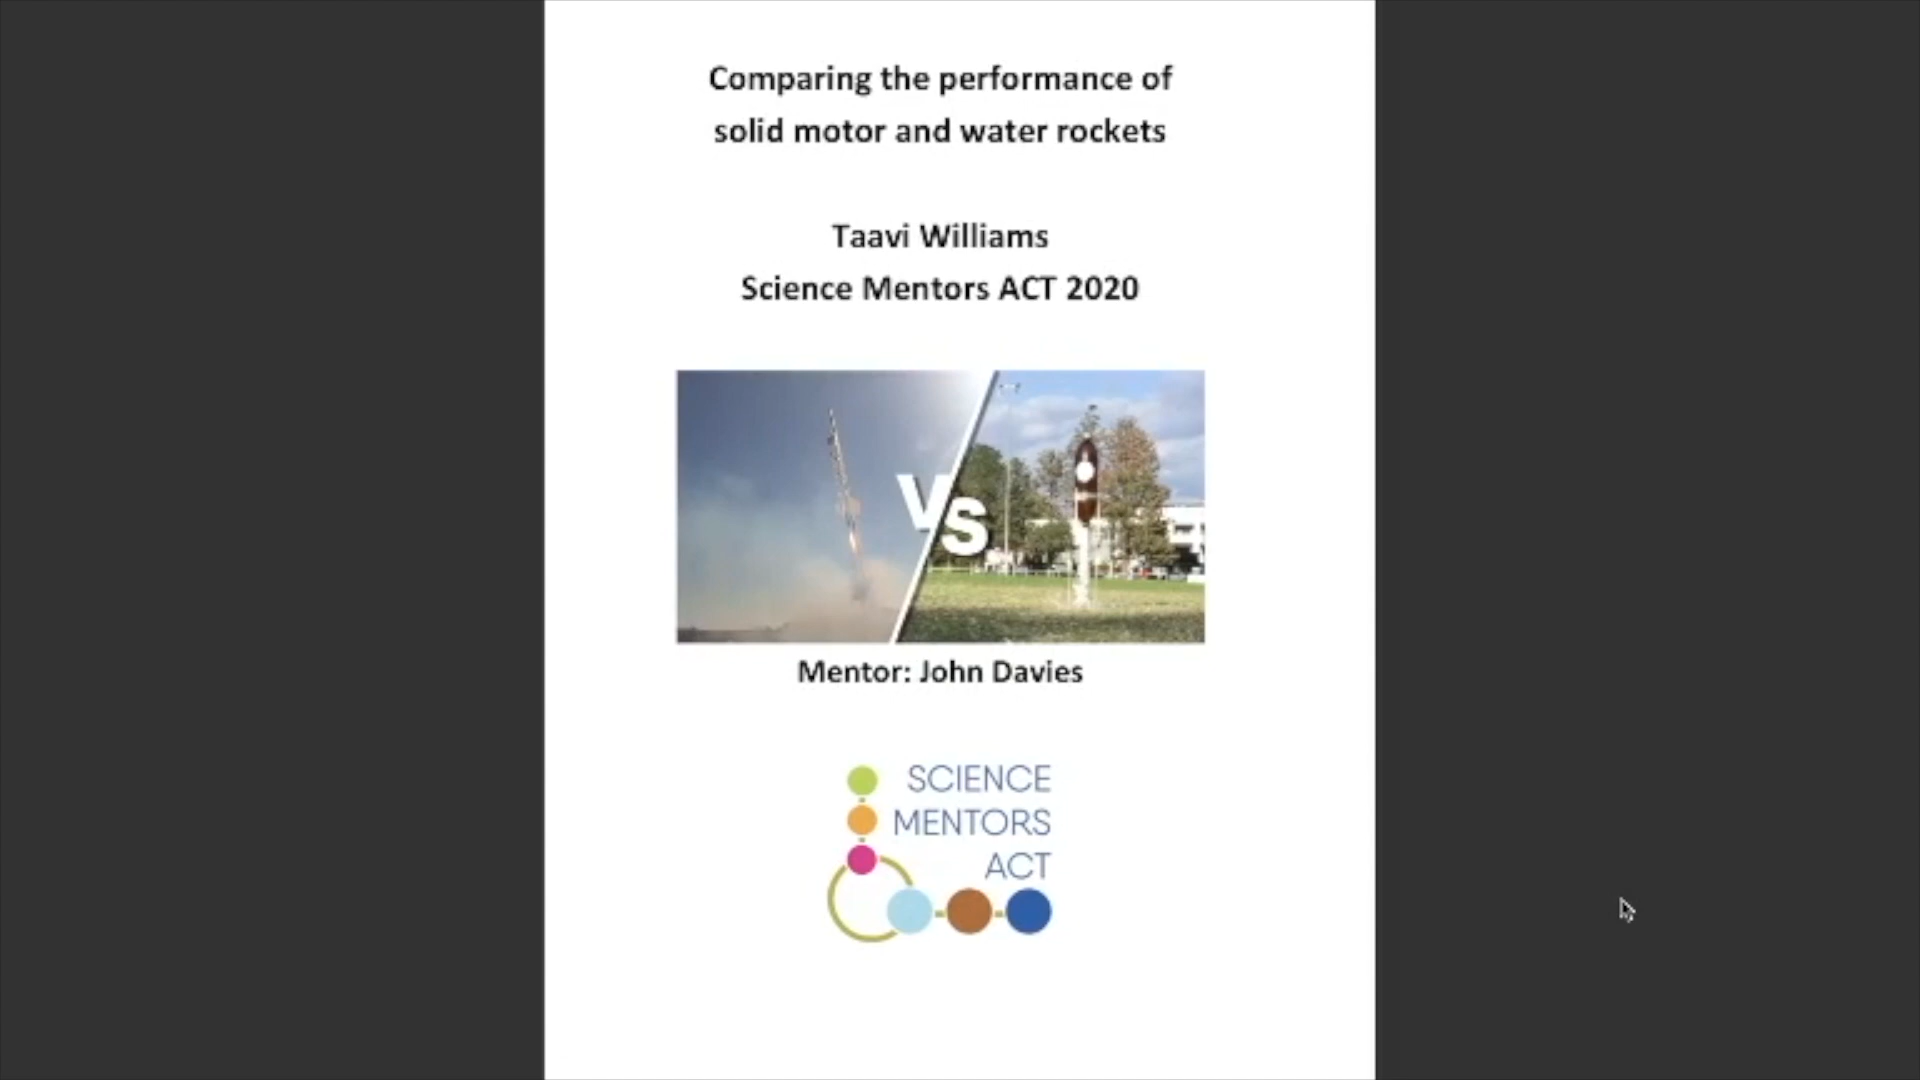 Comparing the performance of
solid motor and water rockets
Taavi Williams
Science Mentors ACT 2020
VS
Mentor: John Davies
SCIENCE
MENTORS
ACT